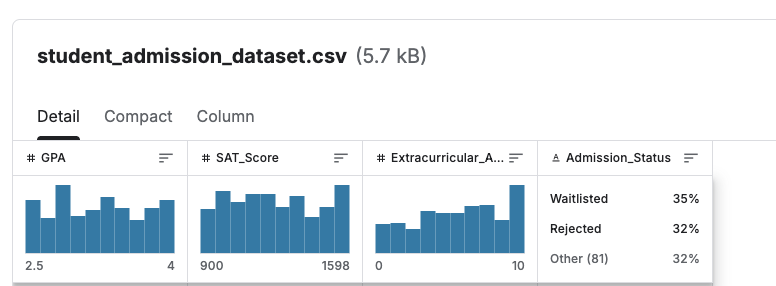 student_admission_dataset.csv (5.7 kB)
Detail Compact Column
# GPA # SAT_Score # Extracurricular_A... A Admission_Status
Waitlisted 35%
Rejected 32%
Other (81) 32%
2.5 4 900 1598 0 10